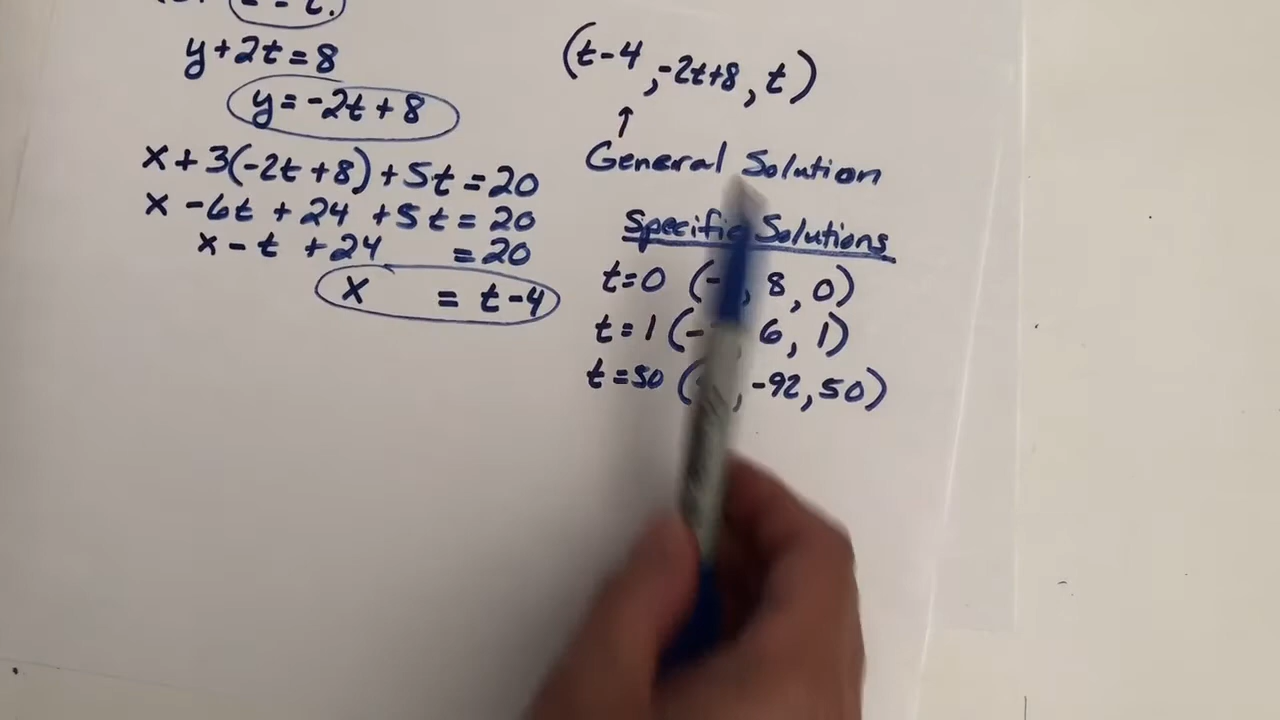 y+2t=8
y=-2t+8
x+3(-2t+8)+5t=20
x-6t+24+5t=20
x-t+24=20
x=t-4
(t-4,-2t+8,t)
↑
General Solution
Specific Solutions
t=0 (- , 8, 0)
t=1 (- , 6, 1)
t=50 ( , -92, 50)